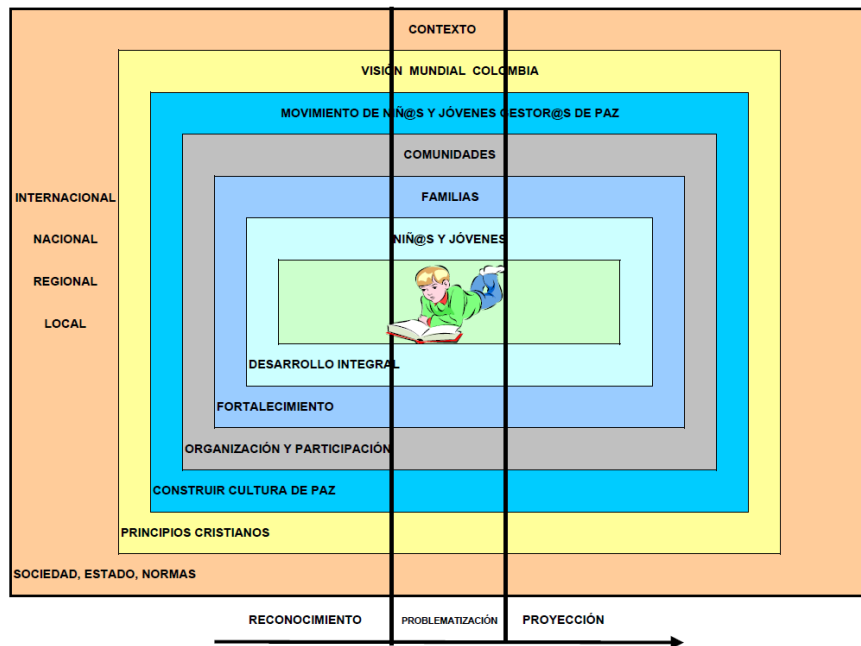 CONTEXTO
VISIÓN MUNDIAL COLOMBIA
MOVIMIENTO DE NIÑ@S Y JÓVENES GESTOR@S DE PAZ
COMUNIDADES
INTERNACIONAL
FAMILIAS
NACIONAL
NIÑ@S Y JÓVENES
REGIONAL
LOCAL
DESARROLLO INTEGRAL
FORTALECIMIENTO
ORGANIZACIÓN Y PARTICIPACIÓN
CONSTRUIR CULTURA DE PAZ
PRINCIPIOS CRISTIANOS
SOCIEDAD, ESTADO, NORMAS
RECONOCIMIENTO
PROBLEMATIZACIÓN
PROYECCIÓN